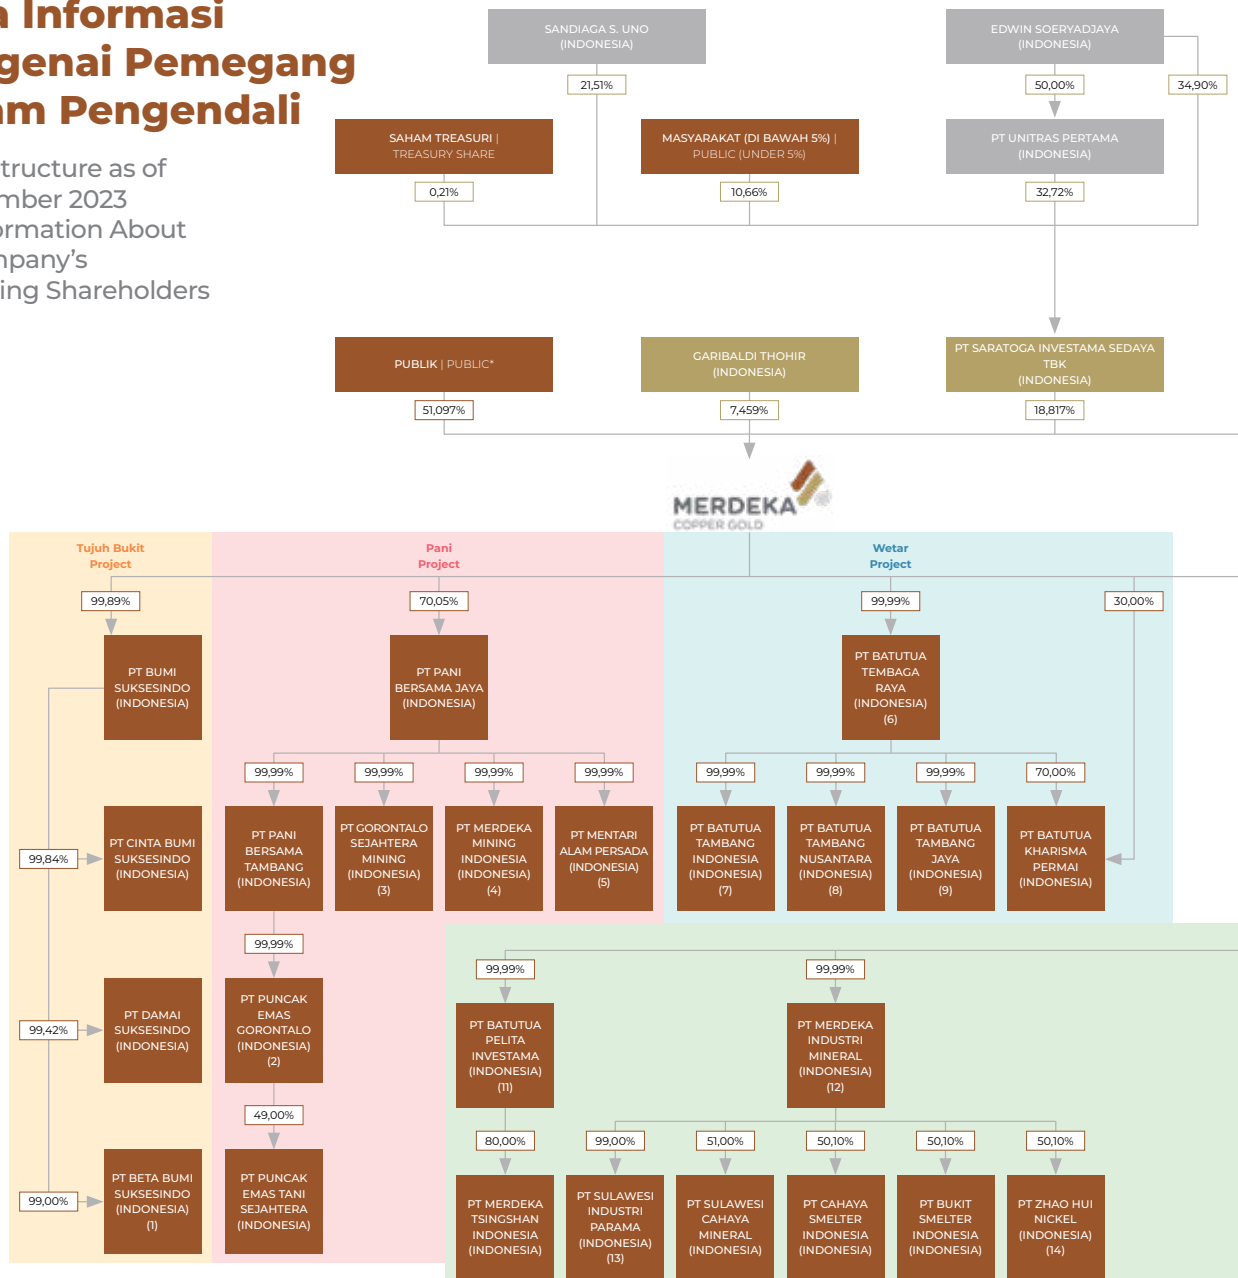 Informasi
Pemegang
Pengendali
as of
2023
About
Shareholders
SANDIAGA S. UNO
(INDONESIA)
21,51%
EDWIN SOERYADJAYA
(INDONESIA)
50,00%
34,90%
SAHAM TREASURI |
TREASURY SHARE
0,21%
MASYARAKAT (DI BAWAH 5%) |
PUBLIC (UNDER 5%)
10,66%
PT UNITRAS PERTAMA
(INDONESIA)
32,72%
PUBLIK | PUBLIC*
51,097%
GARIBALDI THOHIR
(INDONESIA)
7,459%
PT SARATOGA INVESTAMA SEDAYA
TBK
(INDONESIA)
18,817%
MERDEKA
COPPER GOLD
Tujuh Bukit
Project
Pani
Project
Wetar
Project
99,89%
70,05%
99,99%
30,00%
PT BUMI
SUKSESINDO
(INDONESIA)
PT PANI
BERSAMA JAYA
(INDONESIA)
PT BATUTUA
TEMBAGA
RAYA
(INDONESIA)
(6)
99,99%
99,99%
99,99%
99,99%
99,99%
99,99%
99,99%
70,00%
99,84%
PT CINTA BUMI
SUKSESINDO
(INDONESIA)
PT PANI
BERSAMA
TAMBANG
(INDONESIA)
PT GORONTALO
SEJAHTERA
MINING
(INDONESIA)
(3)
PT MERDEKA
MINING
INDONESIA
(INDONESIA)
(4)
PT MENTARI
ALAM PERSADA
(INDONESIA)
(5)
PT BATUTUA
TAMBANG
INDONESIA
(INDONESIA)
(7)
PT BATUTUA
TAMBANG
NUSANTARA
(INDONESIA)
(8)
PT BATUTUA
TAMBANG
JAYA
(INDONESIA)
(9)
PT BATUTUA
KHARISMA
PERMAI
(INDONESIA)
99,99%
99,99%
99,99%
99,42%
PT DAMAI
SUKSESINDO
(INDONESIA)
PT PUNCAK
EMAS
GORONTALO
(INDONESIA)
(2)
PT BATUTUA
PELITA
INVESTAMA
(INDONESIA)
(11)
PT MERDEKA
INDUSTRI
MINERAL
(INDONESIA)
(12)
49,00%
80,00%
99,00%
51,00%
50,10%
50,10%
50,10%
99,00%
PT BETA BUMI
SUKSESINDO
(INDONESIA)
(1)
PT PUNCAK
EMAS TANI
SEJAHTERA
(INDONESIA)
PT MERDEKA
TSINGSHAN
INDONESIA
(INDONESIA)
PT SULAWESI
INDUSTRI
PARAMA
(INDONESIA)
(13)
PT SULAWESI
CAHAYA
MINERAL
(INDONESIA)
PT CAHAYA
SMELTER
INDONESIA
(INDONESIA)
PT BUKIT
SMELTER
INDONESIA
(INDONESIA)
PT ZHAO HUI
NICKEL
(INDONESIA)
(14)